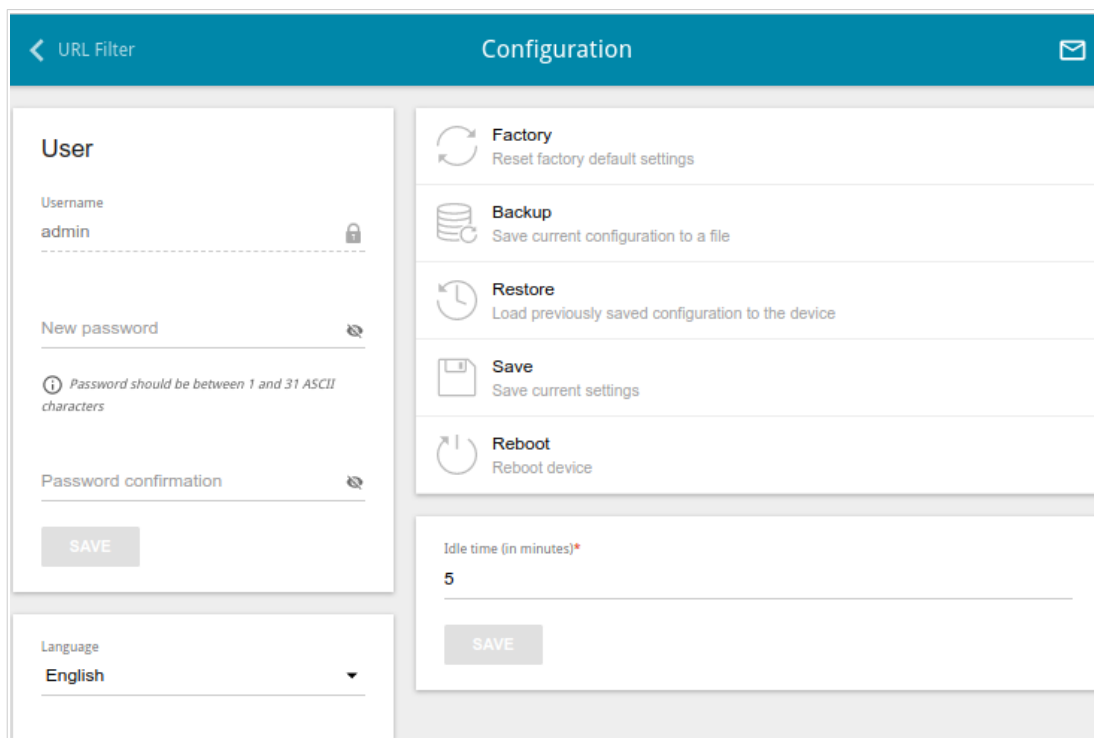 URL Filter
Configuration
User
Username
admin
New password
Password should be between 1 and 31 ASCII
characters
Password confirmation
SAVE
Language
English
Factory
Reset factory default settings
Backup
Save current configuration to a file
Restore
Load previously saved configuration to the device
Save
Save current settings
Reboot
Reboot device
Idle time (in minutes)*
5
SAVE